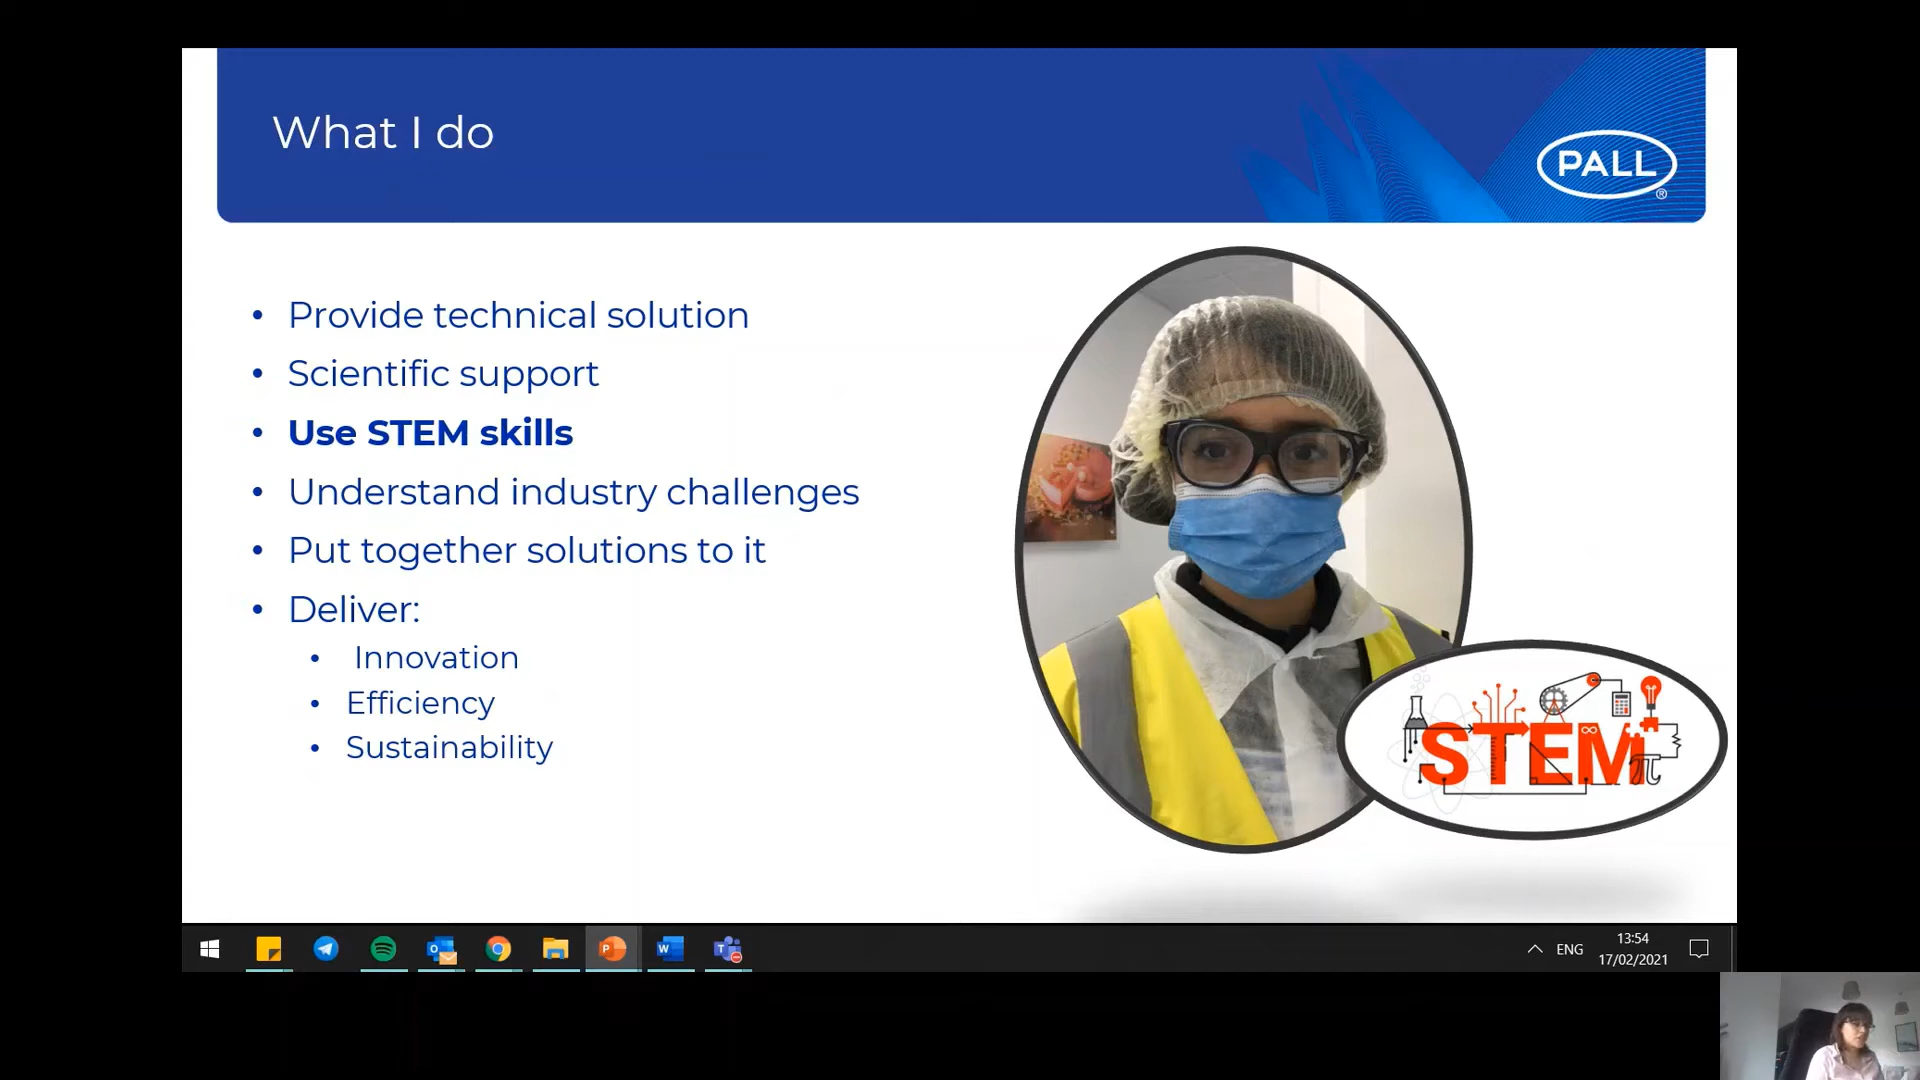 What I do
PALL
®
• Provide technical solution
• Scientific support
• Use STEM skills
• Understand industry challenges
• Put together solutions to it
• Deliver:
• Innovation
• Efficiency
• Sustainability
STEM
∞
π
ENG
13:54
17/02/2021